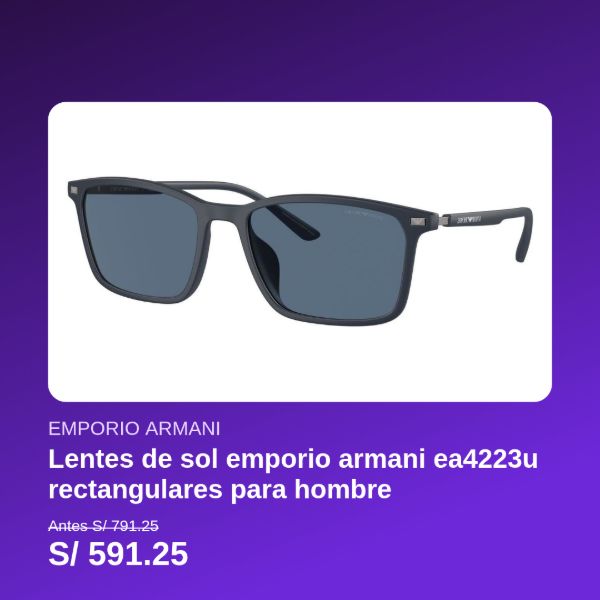 EMPORIO ARMANI
Lentes de sol emporio armani ea4223u
rectangulares para hombre
Antes S/ 791.25
S/ 591.25